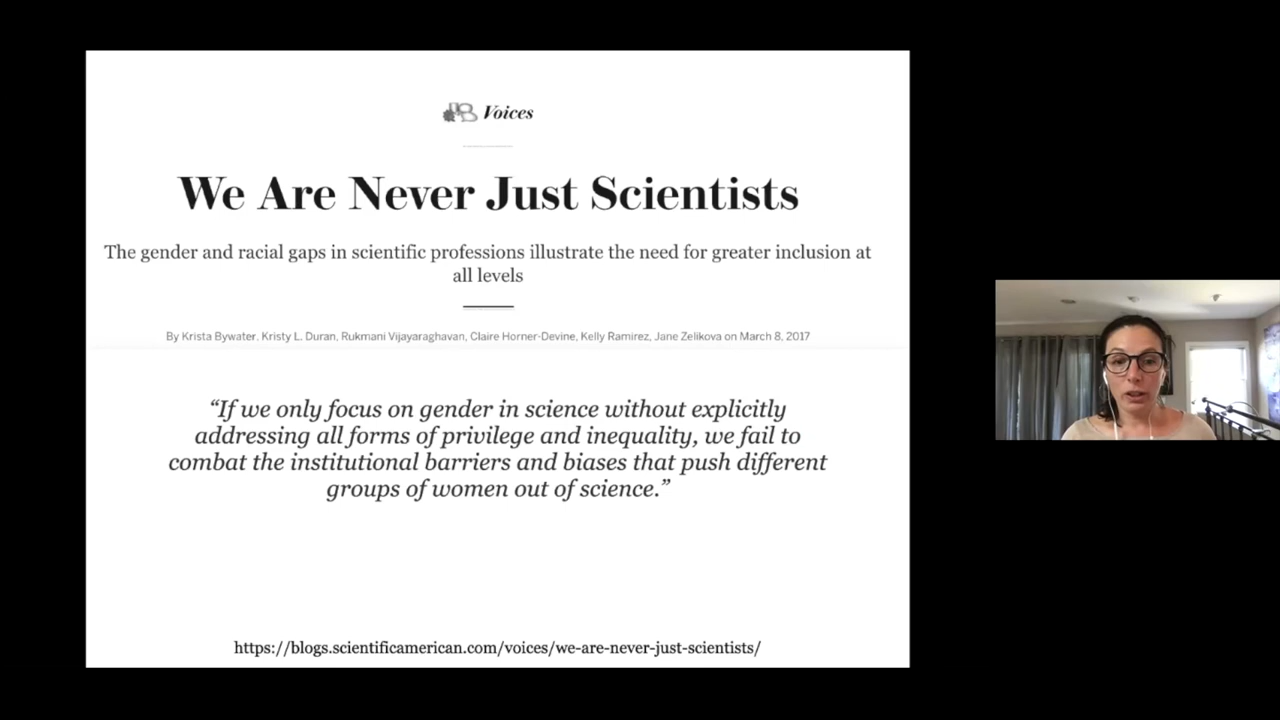 Voices
We Are Never Just Scientists
The gender and racial gaps in scientific professions illustrate the need for greater inclusion at
all levels
By Krista Bywater, Kristy L. Duran, Rukmani Vijayaraghavan, Claire Horner-Devine, Kelly Ramirez, Jane Zelikova on March 8, 2017
“If we only focus on gender in science without explicitly
addressing all forms of privilege and inequality, we fail to
combat the institutional barriers and biases that push different
groups of women out of science.”
https://blogs.scientificamerican.com/voices/we-are-never-just-scientists/